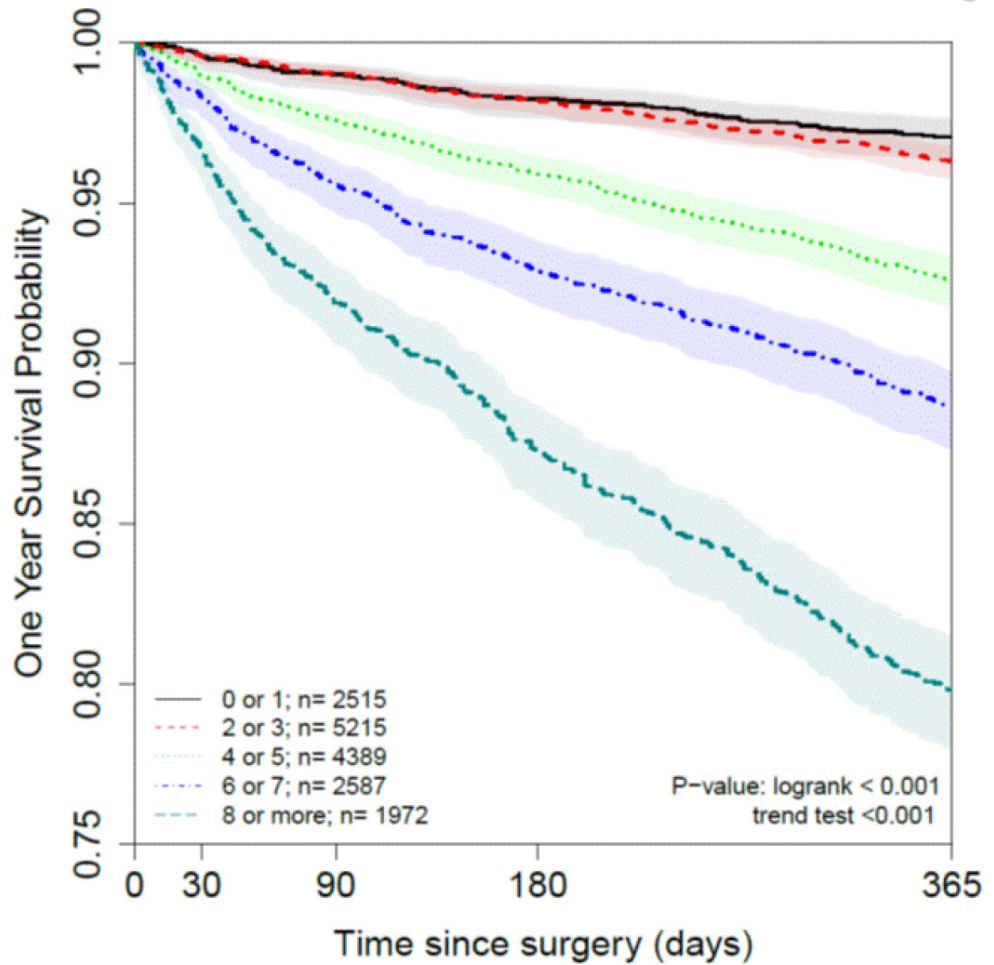 One Year Survival Probability
1.00
0.95
0.90
0.85
0.80
0.75
0 or 1; n= 2515
2 or 3; n= 5215
4 or 5; n= 4389
6 or 7; n= 2587
8 or more; n= 1972
P−value: logrank < 0.001
trend test <0.001
0 30 90 180 365
Time since surgery (days)